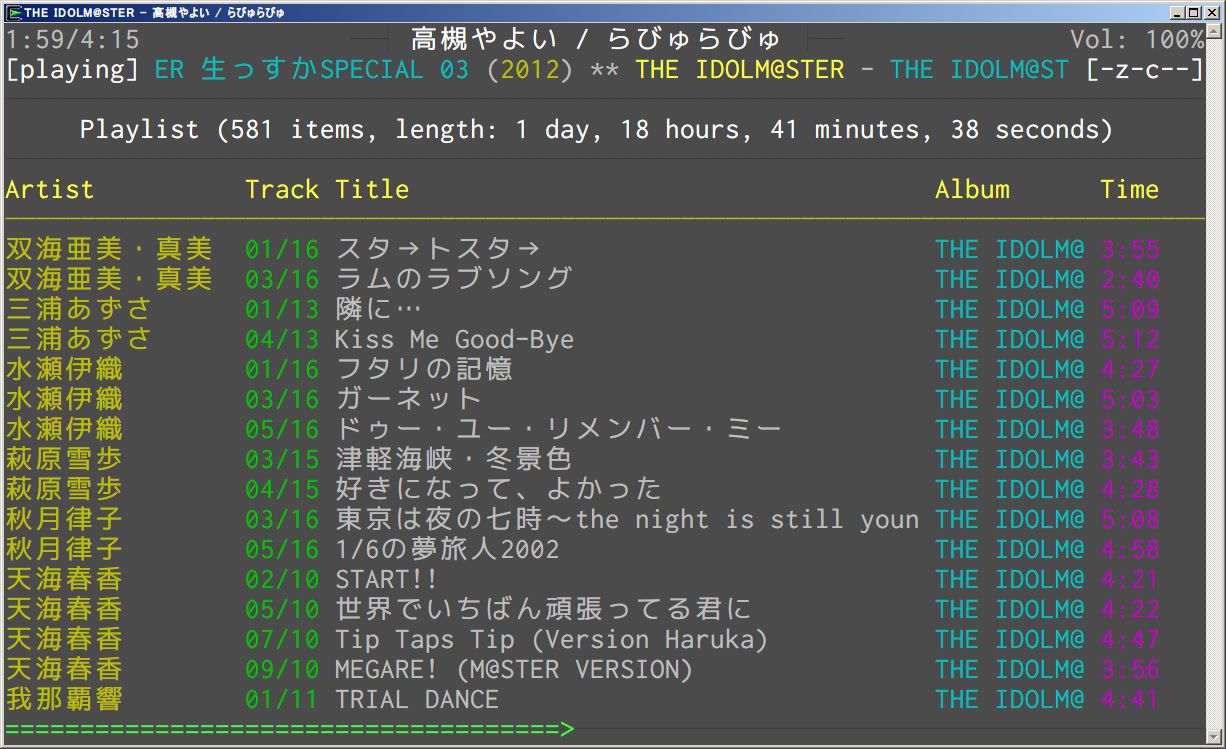 THE IDOLM@STER - 高槻やよい / らびゅらびゅ
1:59/4:15 高槻やよい / らびゅらびゅ Vol: 100%
[playing] ER 生っすかSPECIAL 03 (2012) ** THE IDOLM@STER - THE IDOLM@ST [-z-c--]
Playlist (581 items, length: 1 day, 18 hours, 41 minutes, 38 seconds)
Artist Track Title Album Time
双海亜美・真美 01/16 スタ→トスタ→ THE IDOLM@ 3:55
双海亜美・真美 03/16 ラムのラブソング THE IDOLM@ 2:40
三浦あずさ 01/13 隣に… THE IDOLM@ 5:09
三浦あずさ 04/13 Kiss Me Good-Bye THE IDOLM@ 5:12
水瀬伊織 01/16 フタリの記憶 THE IDOLM@ 4:27
水瀬伊織 03/16 ガーネット THE IDOLM@ 5:03
水瀬伊織 05/16 ドゥー・ユー・リメンバー・ミー THE IDOLM@ 3:48
萩原雪歩 03/15 津軽海峡・冬景色 THE IDOLM@ 3:43
萩原雪歩 04/15 好きになって、よかった THE IDOLM@ 4:28
秋月律子 03/16 東京は夜の七時～the night is still youn THE IDOLM@ 5:08
秋月律子 05/16 1/6の夢旅人2002 THE IDOLM@ 4:58
天海春香 02/10 START!! THE IDOLM@ 4:21
天海春香 05/10 世界でいちばん頑張ってる君に THE IDOLM@ 4:22
天海春香 07/10 Tip Taps Tip (Version Haruka) THE IDOLM@ 4:47
天海春香 09/10 MEGARE! (M@STER VERSION) THE IDOLM@ 3:56
我那覇響 01/11 TRIAL DANCE THE IDOLM@ 4:41
=====================================>